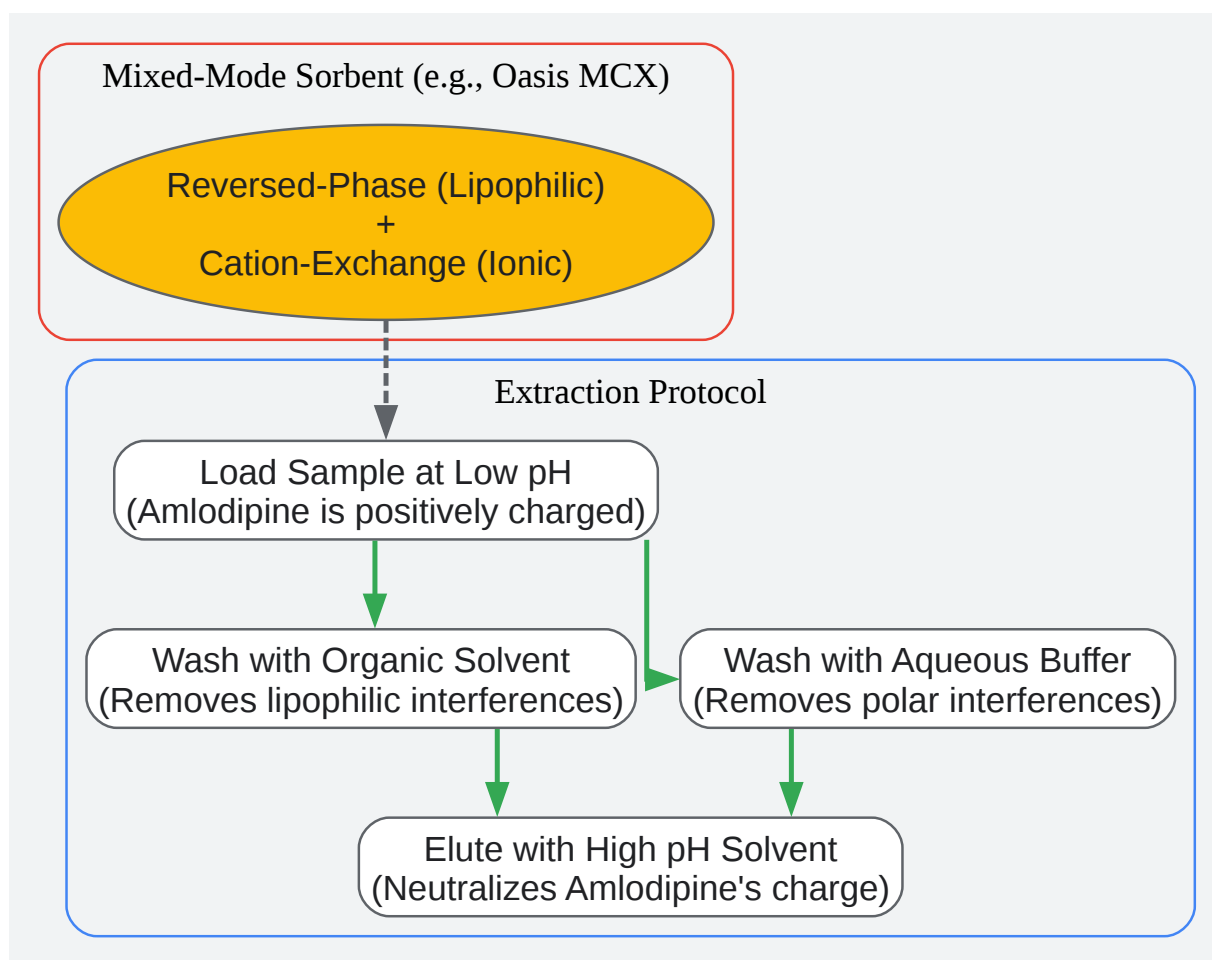 Mixed-Mode Sorbent (e.g., Oasis MCX)
Reversed-Phase (Lipophilic)
+
Cation-Exchange (Ionic)
Extraction Protocol
Load Sample at Low pH
(Amlodipine is positively charged)
Wash with Organic Solvent
(Removes lipophilic interferences)
Wash with Aqueous Buffer
(Removes polar interferences)
Elute with High pH Solvent
(Neutralizes Amlodipine's charge)